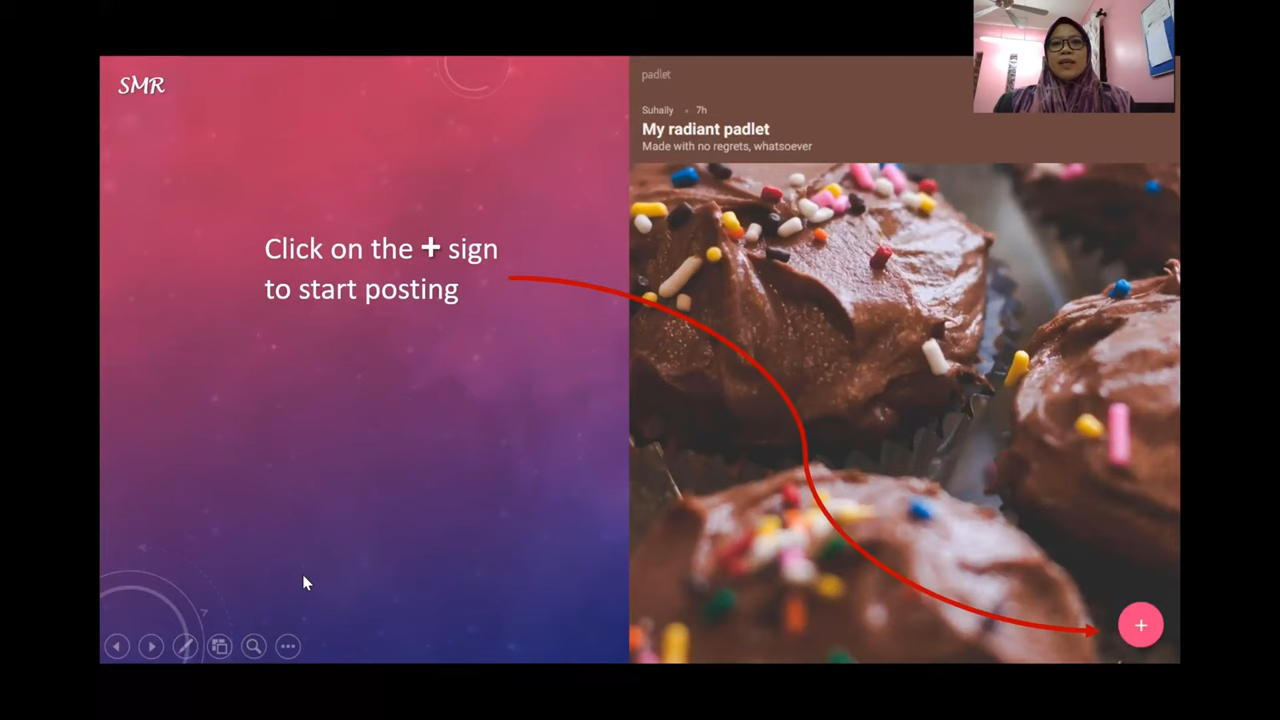 SMR
Click on the + sign
to start posting
padlet
Suhaily • 7h
My radiant padlet
Made with no regrets, whatsoever
+